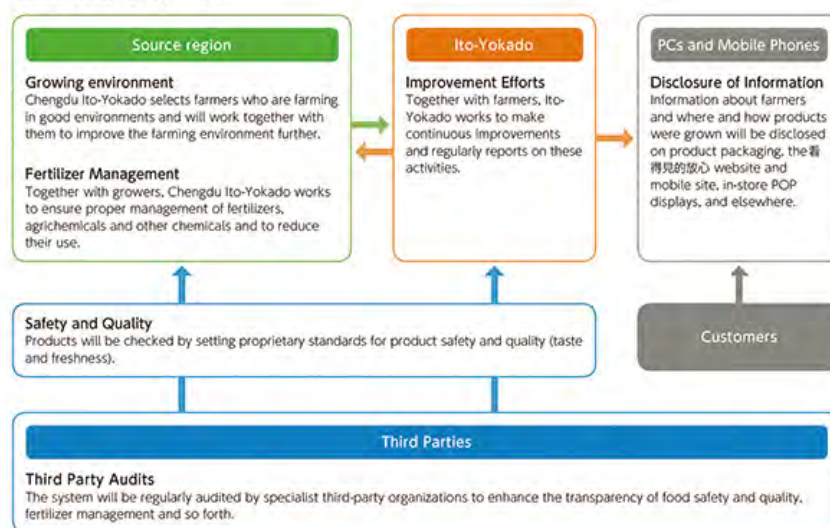 Source region
Growing environment
Chengdu Ito-Yokado selects farmers who are farming
in good environments and will work together with
them to improve the farming environment further.
Fertilizer Management
Together with growers, Chengdu Ito-Yokado works
to ensure proper management of fertilizers,
agrichemicals and other chemicals and to reduce
their use.
Ito-Yokado
Improvement Efforts
Together with farmers, Ito-
Yokado works to make
continuous improvements
and regularly reports on these
activities.
PCs and Mobile Phones
Disclosure of Information
Information about farmers
and where and how products
were grown will be disclosed
on product packaging, the看
得見的放心 website and
mobile site, in-store POP
displays, and elsewhere.
Safety and Quality
Products will be checked by setting proprietary standards for product safety and quality (taste
and freshness).
Customers
Third Parties
Third Party Audits
The system will be regularly audited by specialist third-party organizations to enhance the transparency of food safety and quality,
fertilizer management and so forth.